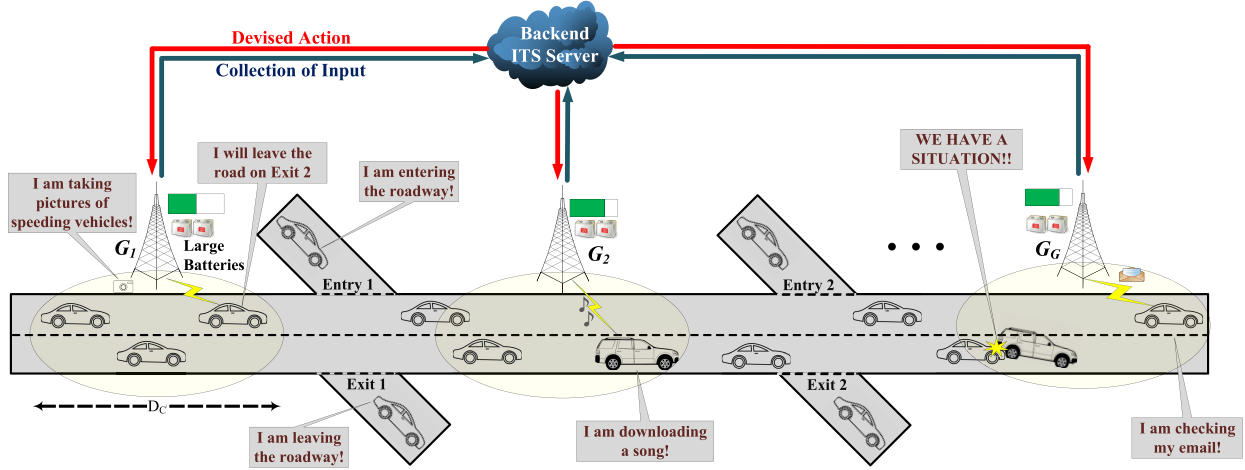 Devised Action
Collection of Input
Backend
ITS Server
I am taking
pictures of
speeding vehicles!
I will leave the
road on Exit 2
I am entering
the roadway!
WE HAVE A
SITUATION!!
G1
Large
Batteries
G2
GG
Entry 1
Entry 2
Exit 1
Exit 2
DC
I am leaving
the roadway!
I am downloading
a song!
I am checking
my email!